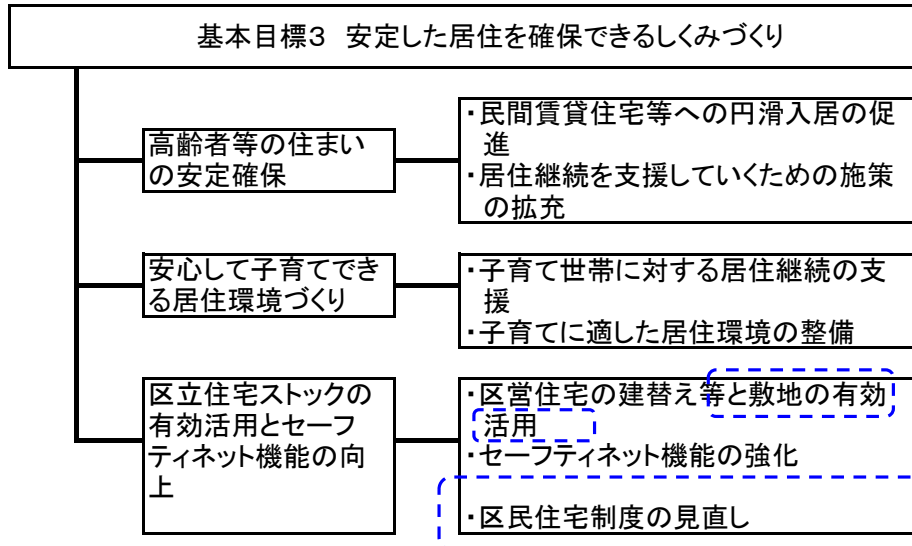 基本目標3 安定した居住を確保できるしくみづくり
高齢者等の住まい
の安定確保
・民間賃貸住宅等への円滑入居の促
進
・居住継続を支援していくための施策
の拡充
安心して子育てでき
る居住環境づくり
・子育て世帯に対する居住継続の支
援
・子育てに適した居住環境の整備
区立住宅ストックの
有効活用とセーフ
ティネット機能の向
上
・区営住宅の建替え等と敷地の有効
活用
・セーフティネット機能の強化
・区民住宅制度の見直し